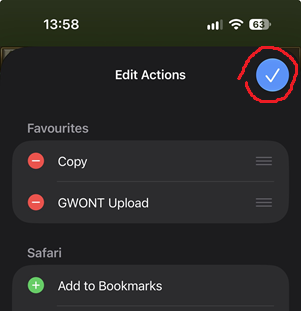 13:58
63
Edit Actions
Favourites
Copy
GWONT Upload
Safari
Add to Bookmarks